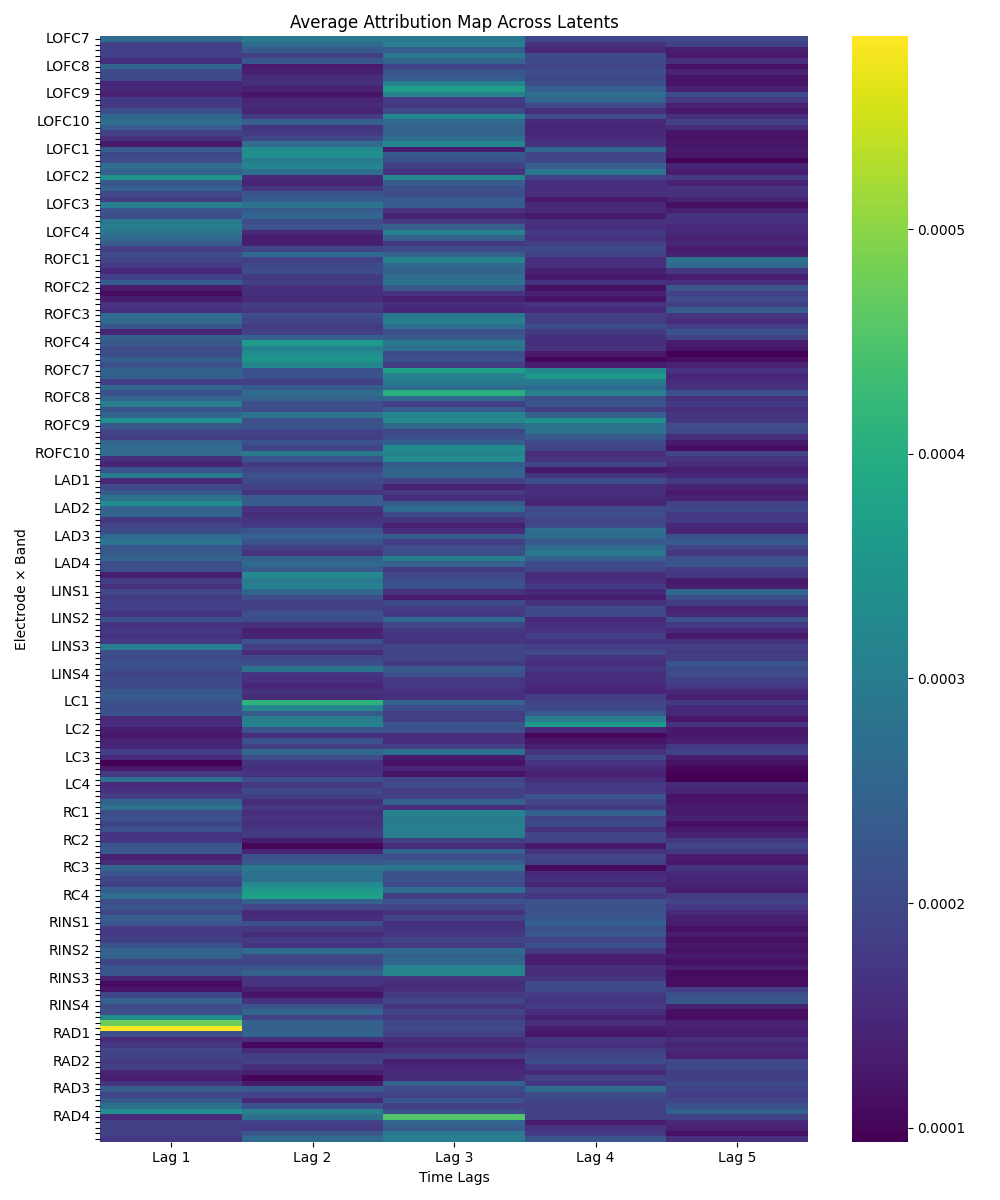 Average Attribution Map Across Latents
LOFC7
LOFC8
LOFC9
LOFC10
LOFC1
LOFC2
LOFC3
LOFC4
ROFC1
ROFC2
ROFC3
ROFC4
ROFC7
ROFC8
ROFC9
ROFC10
LAD1
LAD2
LAD3
LAD4
LINS1
LINS2
LINS3
LINS4
LC1
LC2
LC3
LC4
RC1
RC2
RC3
RC4
RINS1
RINS2
RINS3
RINS4
RAD1
RAD2
RAD3
RAD4
Electrode × Band
Lag 1 Lag 2 Lag 3 Lag 4 Lag 5
Time Lags
0.0005
0.0004
0.0003
0.0002
0.0001